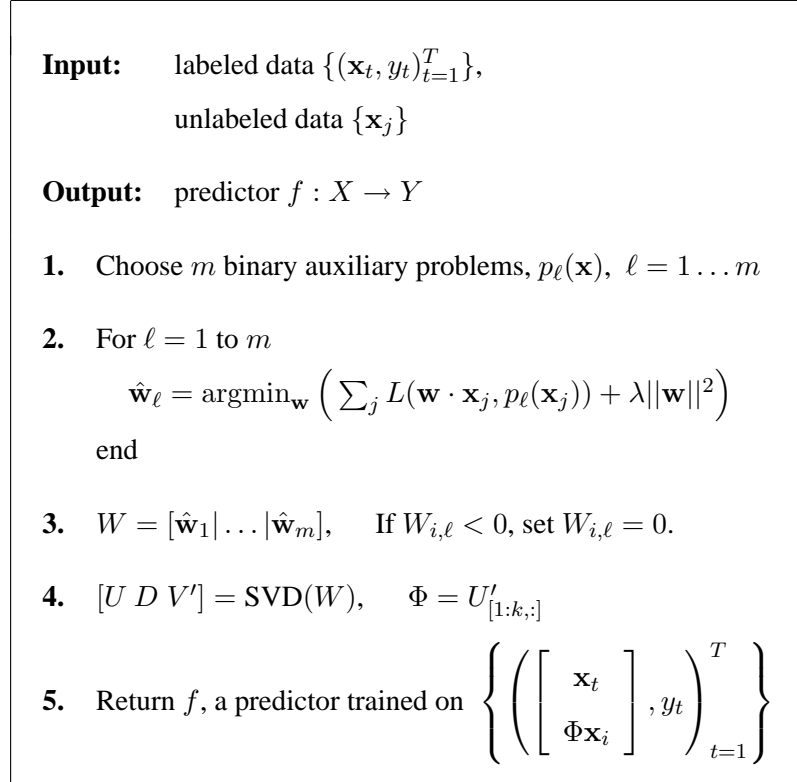 Input: labeled data {(x_t, y_t)_{t=1}^T},
unlabeled data {x_j}
Output: predictor f : X → Y
1. Choose m binary auxiliary problems, p_ℓ(x), ℓ = 1 … m
2. For ℓ = 1 to m
ŵ_ℓ = argmin_w ( ∑_j L(w · x_j, p_ℓ(x_j)) + λ||w||² )
end
3. W = [ŵ_1| … |ŵ_m], If W_{i,ℓ} < 0, set W_{i,ℓ} = 0.
4. [U D V′] = SVD(W), Φ = U′_{[1:k,:]}
5. Return f, a predictor trained on { ( [ x_t ; Φx_i ], y_t )_{t=1}^T }